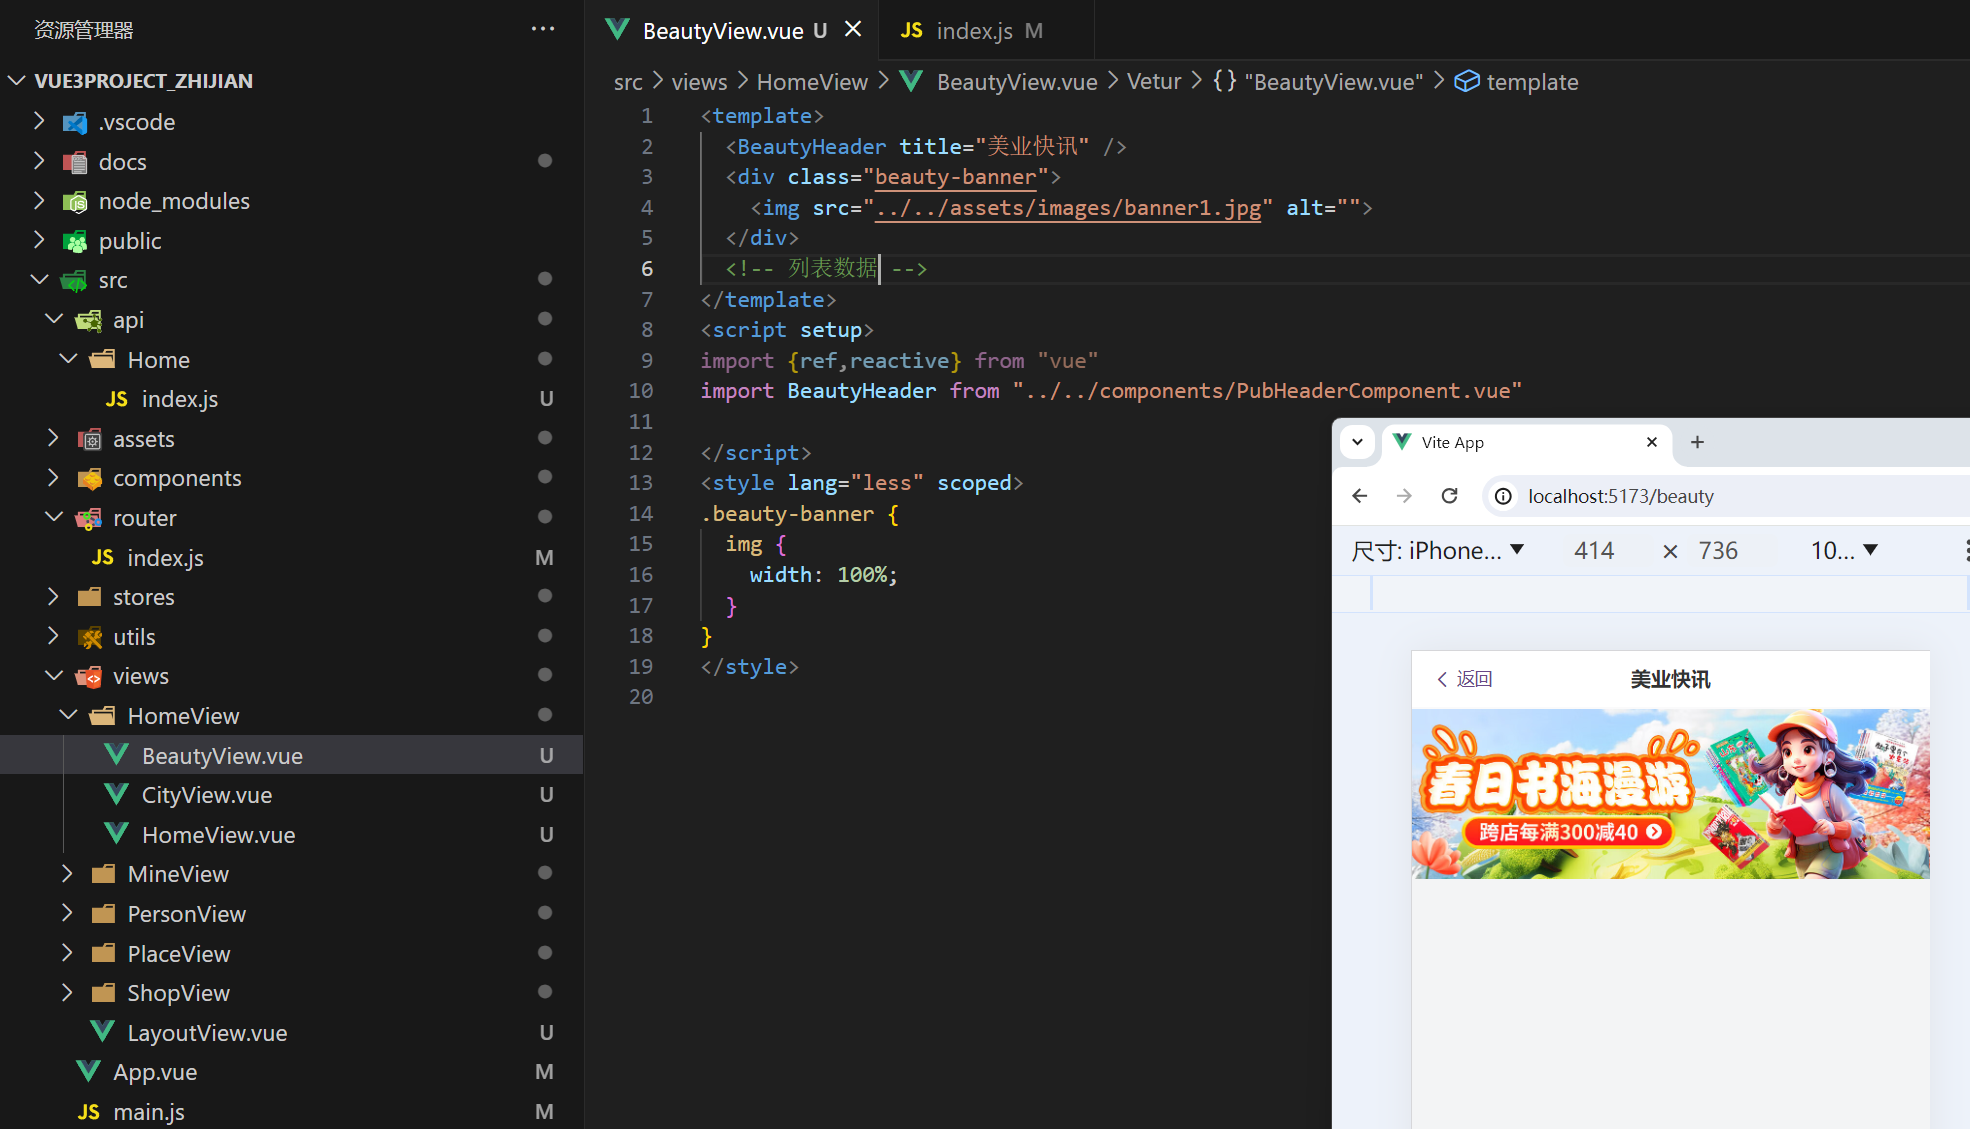 资源管理器
VUE3PROJECT_ZHIJIAN
.vscode
docs
node_modules
public
src
api
Home
JS index.js U
assets
components
router
JS index.js M
stores
utils
views
HomeView
BeautyView.vue U
CityView.vue U
HomeView.vue U
MineView
PersonView
PlaceView
ShopView
LayoutView.vue U
App.vue M
JS main.js M
BeautyView.vue U
JS index.js M
src > views > HomeView > BeautyView.vue > Vetur > {} "BeautyView.vue" > template
1 <template>
2 <BeautyHeader title="美业快讯" />
3 <div class="beauty-banner">
4 <img src="../../assets/images/banner1.jpg" alt="">
5 </div>
6 <!-- 列表数据 -->
7 </template>
8 <script setup>
9 import {ref,reactive} from "vue"
10 import BeautyHeader from "../../components/PubHeaderComponent.vue"
11
12 </script>
13 <style lang="less" scoped>
14 .beauty-banner {
15 img {
16 width: 100%;
17 }
18 }
19 </style>
20
Vite App
localhost:5173/beauty
尺寸: iPhone... 414 × 736 10...
返回 美业快讯
春日书海漫游
跨店每满300减40